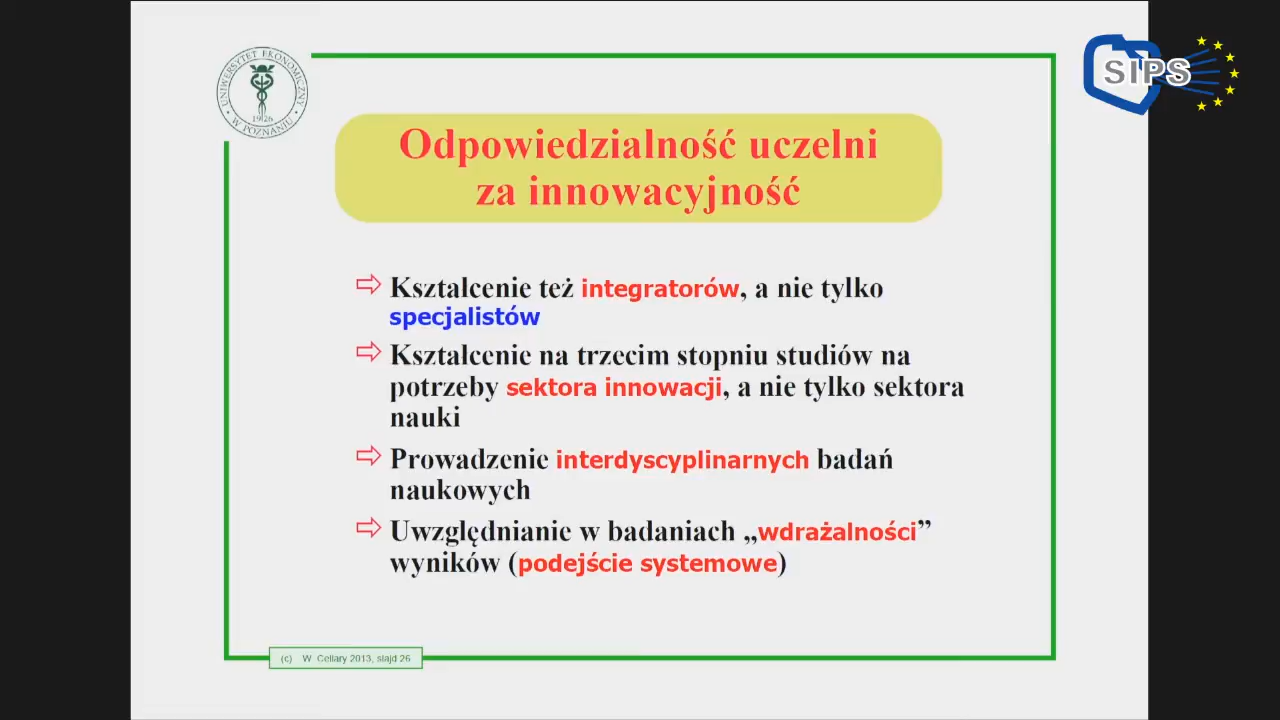 UNIWERSYTET EKONOMICZNY
W POZNANIU
1926
SIPS
Odpowiedzialność uczelni
za innowacyjność
Kształcenie też integratorów, a nie tylko
specjalistów
Kształcenie na trzecim stopniu studiów na
potrzeby sektora innowacji, a nie tylko sektora
nauki
Prowadzenie interdyscyplinarnych badań
naukowych
Uwzględnianie w badaniach „wdrażalności”
wyników (podejście systemowe)
(c) W Cellary 2013, slajd 26